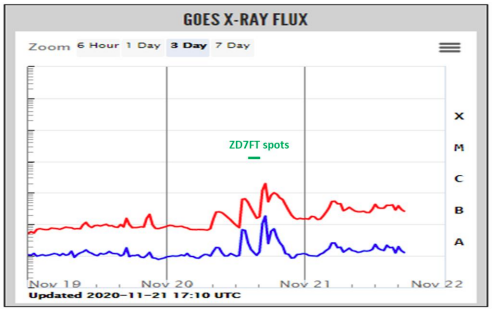 GOES X-RAY FLUX
Zoom 6 Hour 1 Day 3 Day 7 Day
X
ZD7FT spots
M
C
B
A
Nov 19 Nov 20 Nov 21 Nov 22
Updated 2020-11-21 17:10 UTC